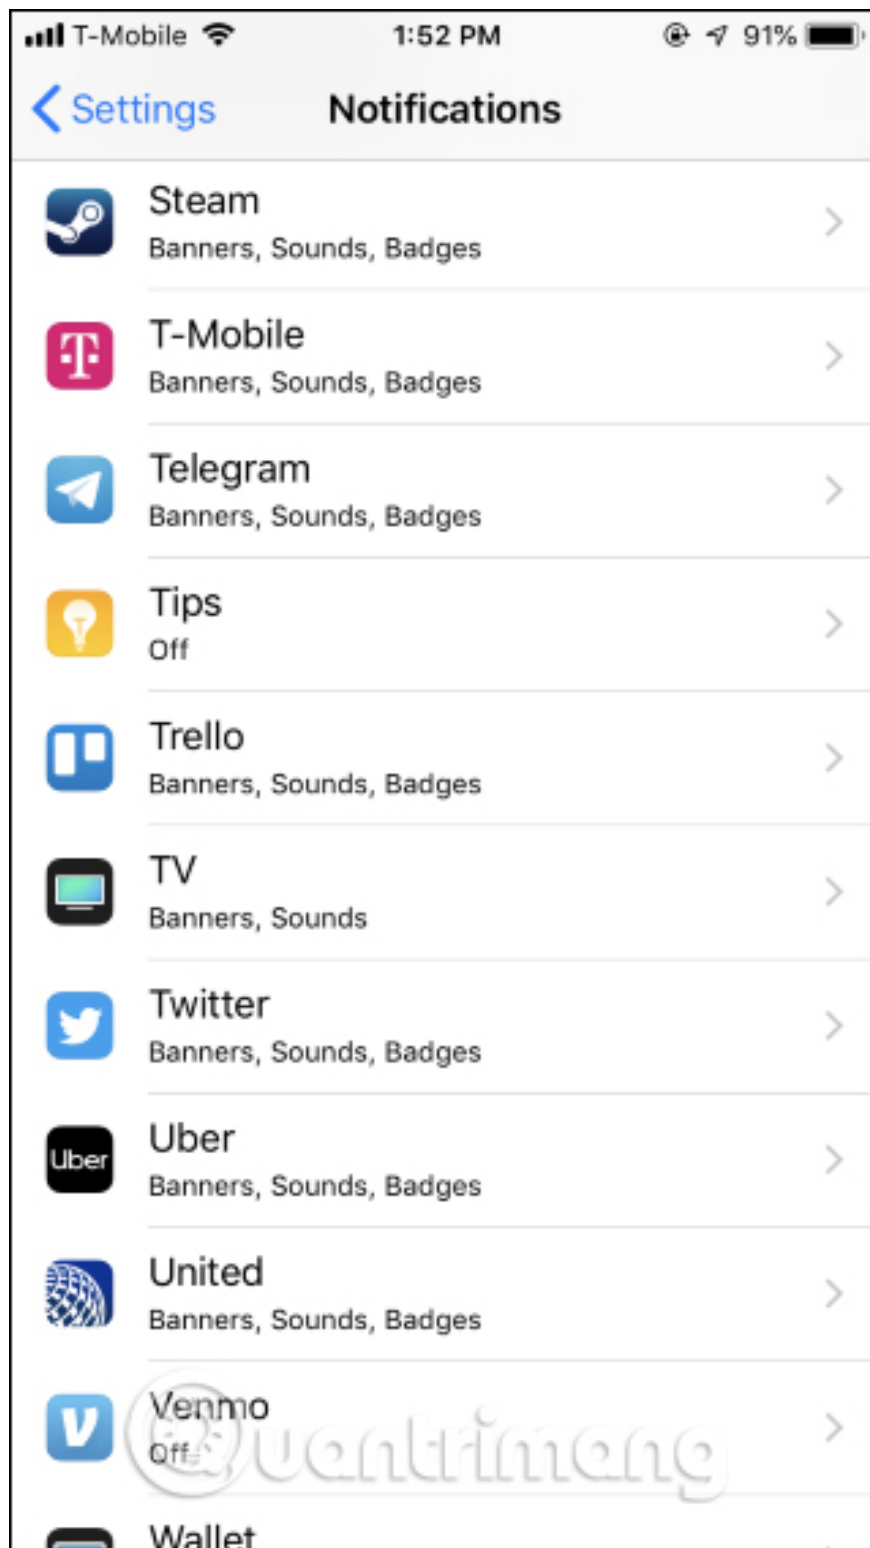 T-Mobile 1:52 PM 91%
Settings Notifications
Steam
Banners, Sounds, Badges
T-Mobile
Banners, Sounds, Badges
Telegram
Banners, Sounds, Badges
Tips
Off
Trello
Banners, Sounds, Badges
TV
Banners, Sounds
Twitter
Banners, Sounds, Badges
Uber
Uber
Banners, Sounds, Badges
United
Banners, Sounds, Badges
Venmo
Off
Quantrimang
Wallet